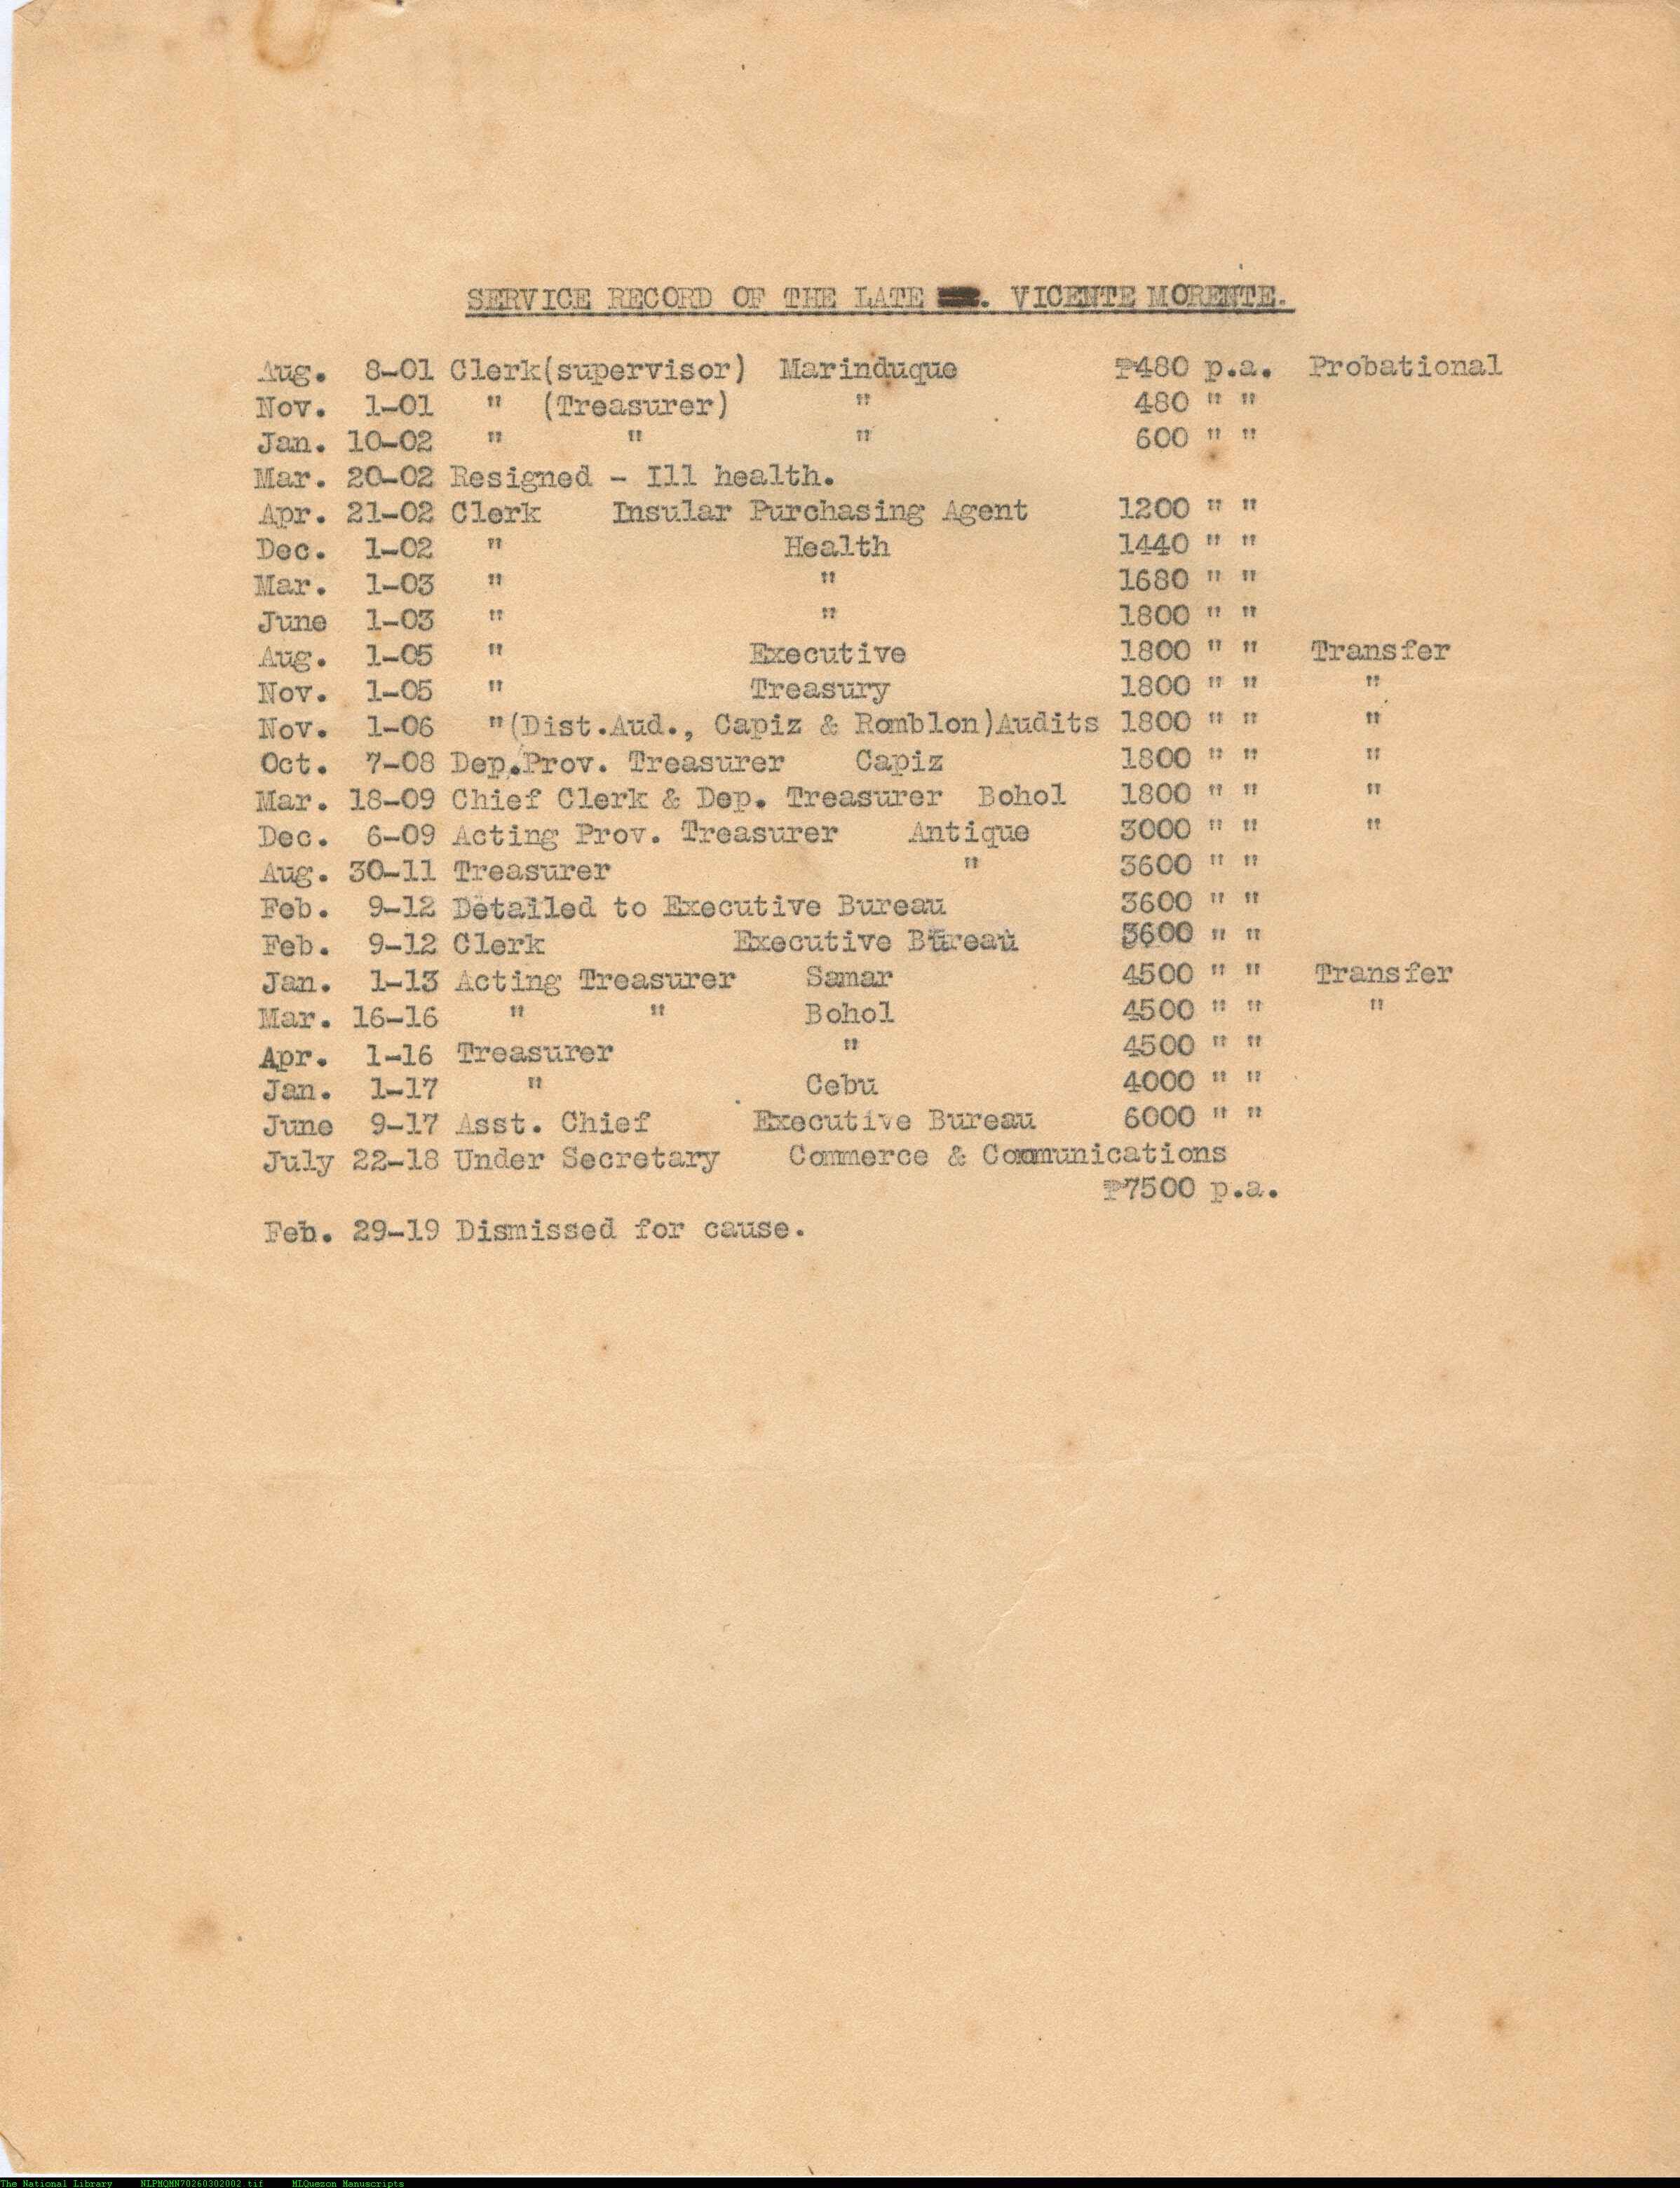 SERVICE RECORD OF THE LATE . VICENTE MORENTE.
Aug. 8-01 Clerk(supervisor) Marinduque ₱480 p.a. Probational
Nov. 1-01 " (Treasurer) " 480 " "
Jan. 10-02 " " " 600 " "
Mar. 20-02 Resigned - Ill health.
Apr. 21-02 Clerk Insular Purchasing Agent 1200 " "
Dec. 1-02 " Health 1440 " "
Mar. 1-03 " " 1680 " "
June 1-03 " " 1800 " "
Aug. 1-05 " Executive 1800 " " Transfer
Nov. 1-05 " Treasury 1800 " " "
Nov. 1-06 "(Dist.Aud., Capiz & Romblon)Audits 1800 " " "
Oct. 7-08 Dep.Prov. Treasurer Capiz 1800 " " "
Mar. 18-09 Chief Clerk & Dep. Treasurer Bohol 1800 " " "
Dec. 6-09 Acting Prov. Treasurer Antique 3000 " " "
Aug. 30-11 Treasurer " 3600 " "
Feb. 9-12 Detailed to Executive Bureau 3600 " "
Feb. 9-12 Clerk Executive Bureau 3600 " "
Jan. 1-13 Acting Treasurer Samar 4500 " " Transfer
Mar. 16-16 " " Bohol 4500 " " "
Apr. 1-16 Treasurer " 4500 " "
Jan. 1-17 " Cebu 4000 " "
June 9-17 Asst. Chief Executive Bureau 6000 " "
July 22-18 Under Secretary Commerce & Communications
₱7500 p.a.
Feb. 29-19 Dismissed for cause.
The National Library NLPMQMN70260302002.tif MLQuezon Manuscripts